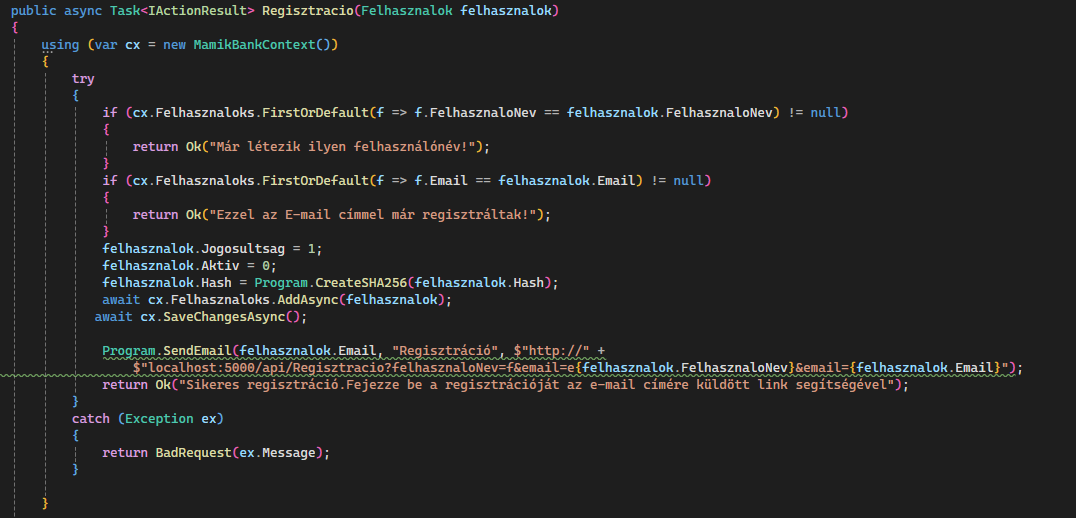 public async Task<IActionResult> Regisztracio(Felhasznalok felhasznalok)
{
using (var cx = new MamikBankContext())
{
try
{
if (cx.Felhasznaloks.FirstOrDefault(f => f.FelhasznaloNev == felhasznalok.FelhasznaloNev) != null)
{
return Ok("Már létezik ilyen felhasználónév!");
}
if (cx.Felhasznaloks.FirstOrDefault(f => f.Email == felhasznalok.Email) != null)
{
return Ok("Ezzel az E-mail címmel már regisztráltak!");
}
felhasznalok.Jogosultsag = 1;
felhasznalok.Aktiv = 0;
felhasznalok.Hash = Program.CreateSHA256(felhasznalok.Hash);
await cx.Felhasznaloks.AddAsync(felhasznalok);
await cx.SaveChangesAsync();
Program.SendEmail(felhasznalok.Email, "Regisztráció", $"http://" +
$"localhost:5000/api/Regisztracio?felhasznaloNev=f&email=e{felhasznalok.FelhasznaloNev}&email={felhasznalok.Email}");
return Ok("Sikeres regisztráció.Fejezze be a regisztrációját az e-mail címére küldött link segítségével");
}
catch (Exception ex)
{
return BadRequest(ex.Message);
}
}